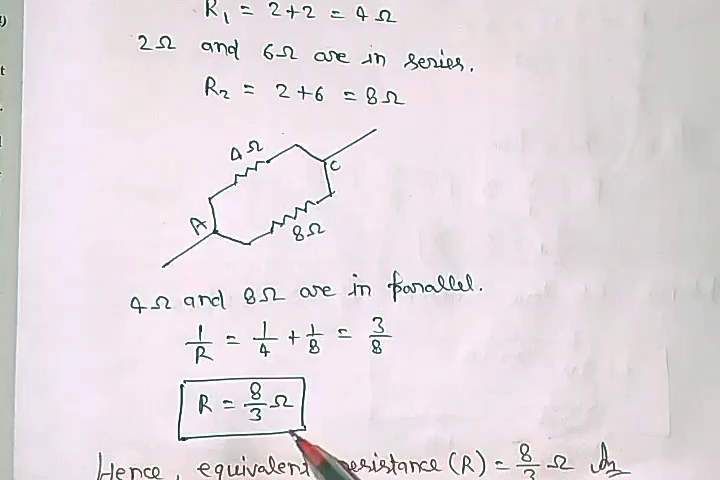 R₁ = 2+2 = 4Ω
2Ω and 6Ω are in series.
R₂ = 2+6 = 8Ω
4Ω
C
A
8Ω
4Ω and 8Ω are in parallel.
1/R = 1/4 + 1/8 = 3/8
R = 8/3 Ω
Hence, equivalent resistance (R) = 8/3 Ω